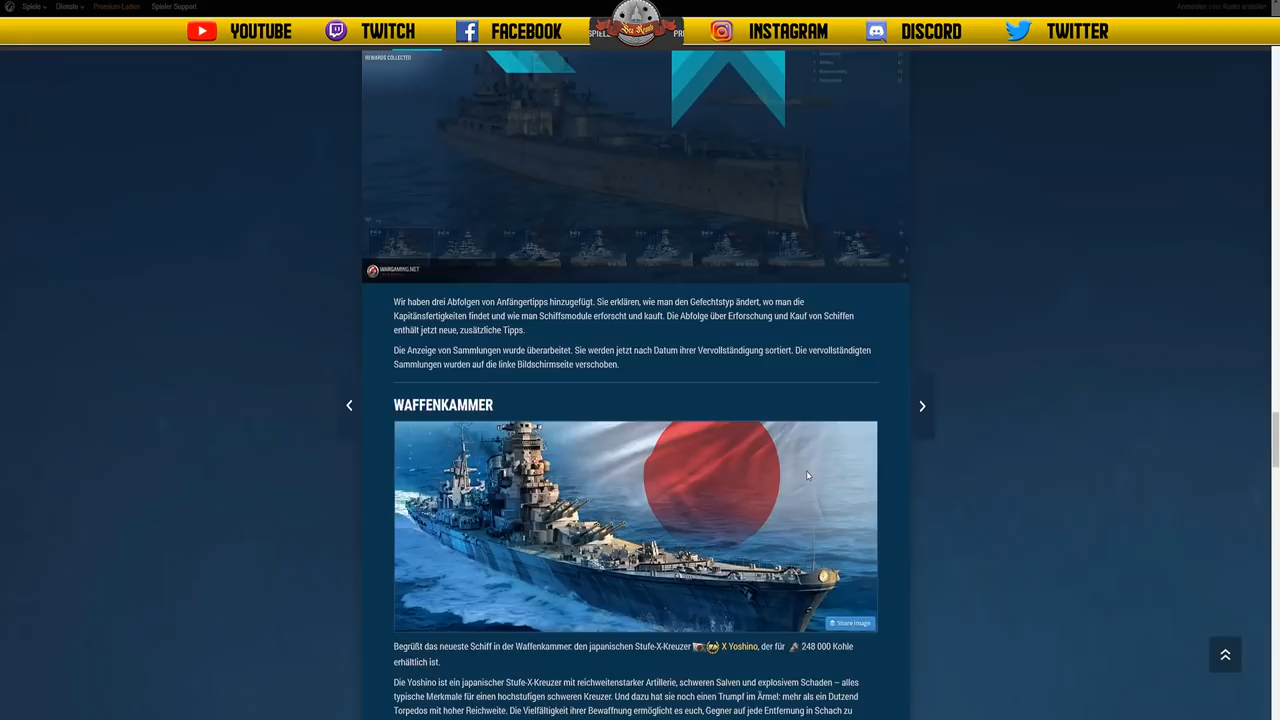 Spiele Dienste Premium-Laden Spieler Support Anmelden oder Konto erstellen
YOUTUBE TWITCH FACEBOOK INSTAGRAM DISCORD TWITTER
REWARDS COLLECTED
WARGAMING.NET
Wir haben drei Abfolgen von Anfängertipps hinzugefügt. Sie erklären, wie man den Gefechtstyp ändert, wo man die
Kapitänsfertigkeiten findet und wie man Schiffsmodule erforscht und kauft. Die Abfolge über Erforschung und Kauf von Schiffen
enthält jetzt neue, zusätzliche Tipps.
Die Anzeige von Sammlungen wurde überarbeitet. Sie werden jetzt nach Datum ihrer Vervollständigung sortiert. Die vervollständigten
Sammlungen wurden auf die linke Bildschirmseite verschoben.
WAFFENKAMMER
Share image
Begrüßt das neueste Schiff in der Waffenkammer: den japanischen Stufe-X-Kreuzer X Yoshino, der für 248 000 Kohle
erhältlich ist.
Die Yoshino ist ein japanischer Stufe-X-Kreuzer mit reichweitenstarker Artillerie, schweren Salven und explosivem Schaden – alles
typische Merkmale für einen hochstufigen schweren Kreuzer. Und dazu hat sie noch einen Trumpf im Ärmel: mehr als ein Dutzend
Torpedos mit hoher Reichweite. Die Vielfältigkeit ihrer Bewaffnung ermöglicht es euch, Gegner auf jede Entfernung in Schach zu